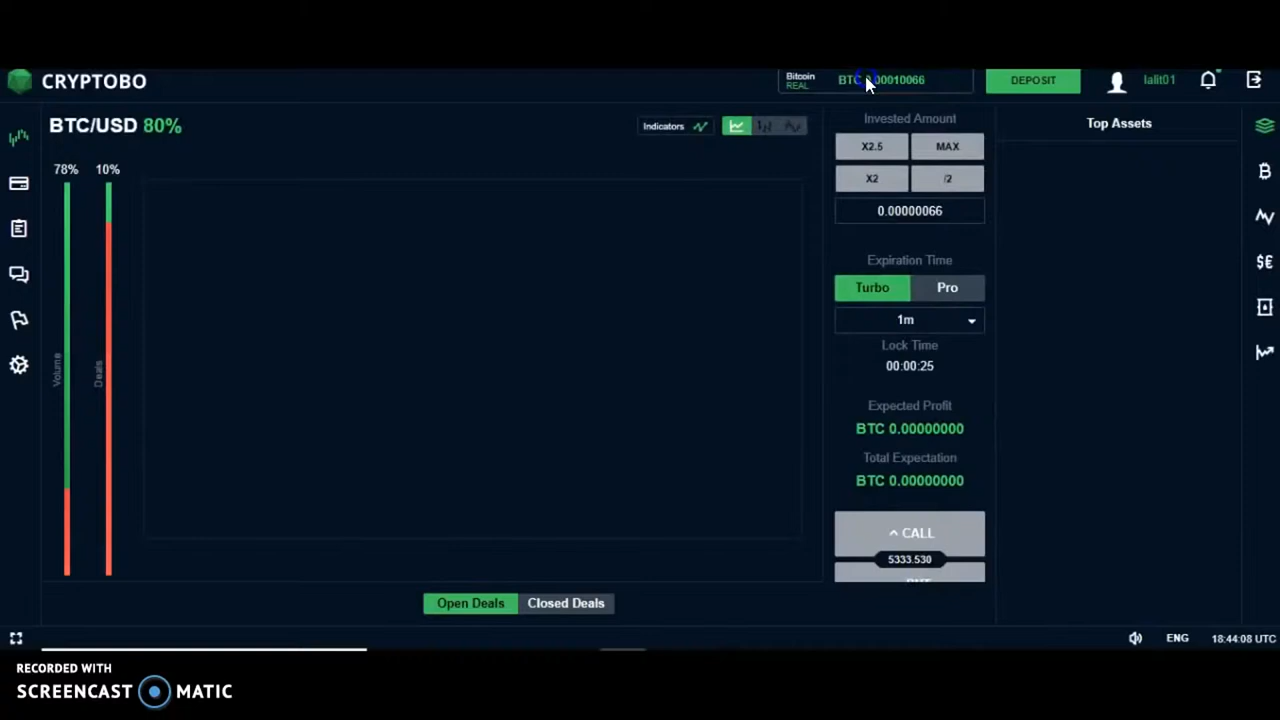 CRYPTOBO
Bitcoin
REAL
BTC 0.00010066
DEPOSIT
lalit01
BTC/USD 80%
Indicators
Invested Amount
Top Assets
78% 10%
X2.5 MAX
X2 /2
0.00000066
Expiration Time
Turbo Pro
1m
Lock Time
00:00:25
Volume
Deals
Expected Profit
BTC 0.00000000
Total Expectation
BTC 0.00000000
CALL
5333.530
Open Deals Closed Deals
ENG 18:44:08 UTC
RECORDED WITH
SCREENCAST MATIC